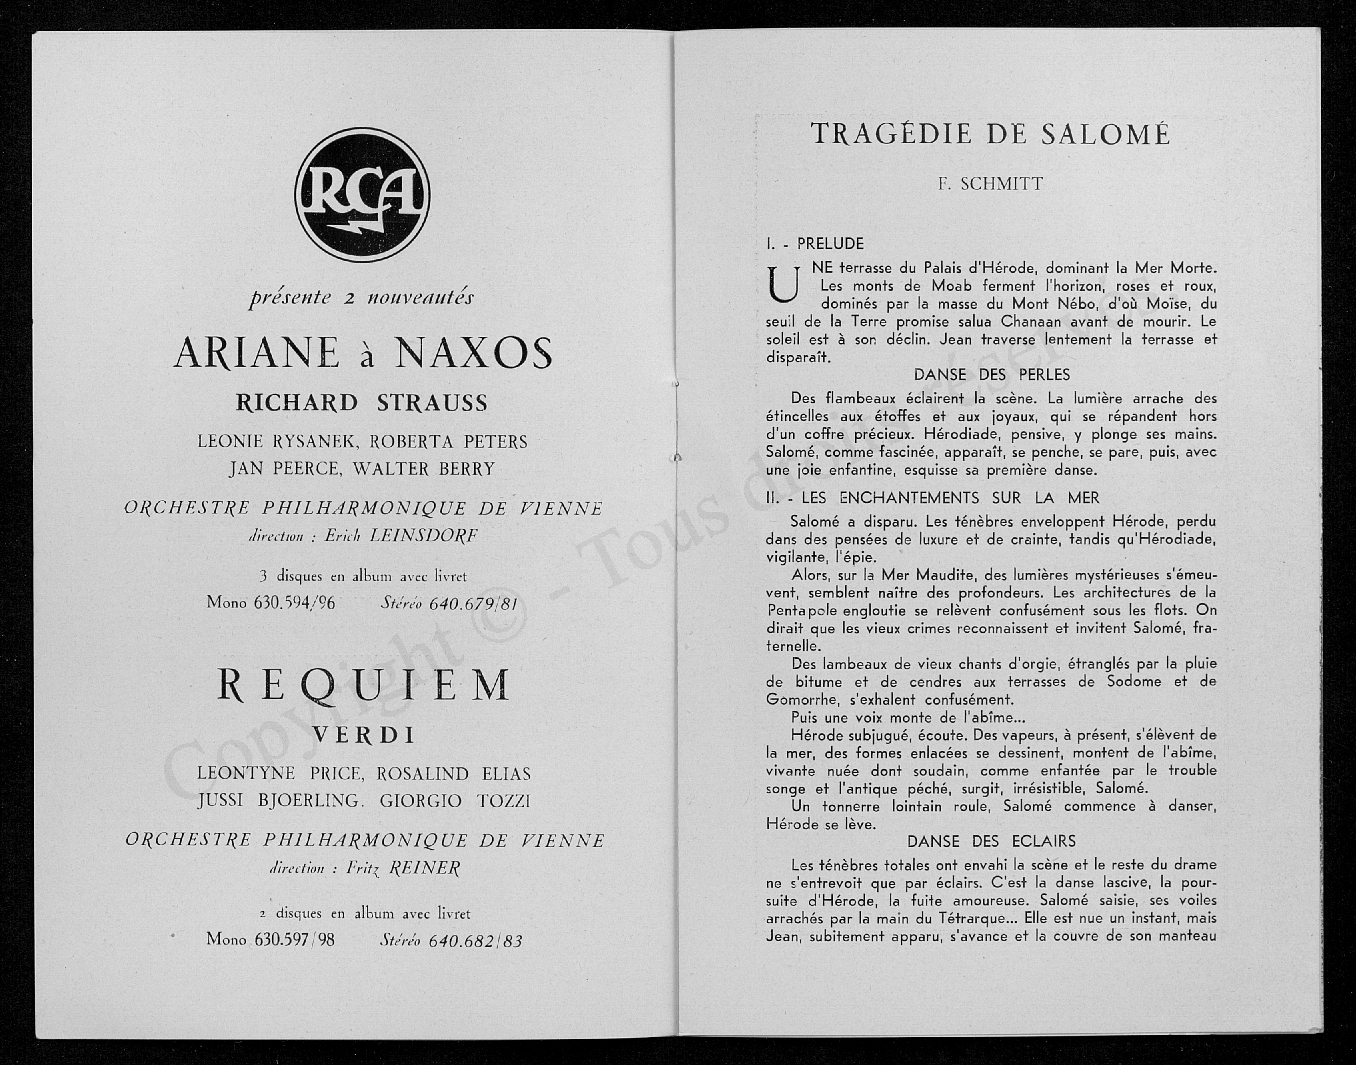 RCA
présente 2 nouveautés
ARIANE à NAXOS
RICHARD STRAUSS
LEONIE RYSANEK, ROBERTA PETERS
JAN PEERCE, WALTER BERRY
ORCHESTRE PHILHARMONIQUE DE VIENNE
direction : Erich LEINSDORF
3 disques en album avec livret
Mono 630.594/96 Stéréo 640.679/81
REQUIEM
VERDI
LEONTYNE PRICE, ROSALIND ELIAS
JUSSI BJOERLING, GIORGIO TOZZI
ORCHESTRE PHILHARMONIQUE DE VIENNE
direction : Fritz REINER
2 disques en album avec livret
Mono 630.597/98 Stéréo 640.682/83
TRAGÉDIE DE SALOMÉ
F. SCHMITT
I. - PRELUDE
UNE terrasse du Palais d'Hérode, dominant la Mer Morte.
Les monts de Moab ferment l'horizon, roses et roux,
dominés par la masse du Mont Nébo, d'où Moïse, du
seuil de la Terre promise salua Chanaan avant de mourir. Le
soleil est à son déclin. Jean traverse lentement la terrasse et
disparaît.
DANSE DES PERLES
Des flambeaux éclairent la scène. La lumière arrache des
étincelles aux étoffes et aux joyaux, qui se répandent hors
d'un coffre précieux. Hérodiade, pensive, y plonge ses mains.
Salomé, comme fascinée, apparaît, se penche, se pare, puis, avec
une joie enfantine, esquisse sa première danse.
II. - LES ENCHANTEMENTS SUR LA MER
Salomé a disparu. Les ténèbres enveloppent Hérode, perdu
dans des pensées de luxure et de crainte, tandis qu'Hérodiade,
vigilante, l'épie.
Alors, sur la Mer Maudite, des lumières mystérieuses s'émeu-
vent, semblent naître des profondeurs. Les architectures de la
Pentapole engloutie se relèvent confusément sous les flots. On
dirait que les vieux crimes reconnaissent et invitent Salomé, fra-
ternelle.
Des lambeaux de vieux chants d'orgie, étranglés par la pluie
de bitume et de cendres aux terrasses de Sodome et de
Gomorrhe, s'exhalent confusément.
Puis une voix monte de l'abîme...
Hérode subjugué, écoute. Des vapeurs, à présent, s'élèvent de
la mer, des formes enlacées se dessinent, montent de l'abîme,
vivante nuée dont soudain, comme enfantée par le trouble
songe et l'antique péché, surgit, irrésistible, Salomé.
Un tonnerre lointain roule, Salomé commence à danser,
Hérode se lève.
DANSE DES ECLAIRS
Les ténèbres totales ont envahi la scène et le reste du drame
ne s'entrevoit que par éclairs. C'est la danse lascive, la pour-
suite d'Hérode, la fuite amoureuse. Salomé saisie, ses voiles
arrachés par la main du Tétrarque... Elle est nue un instant, mais
Jean, subitement apparu, s'avance et la couvre de son manteau
Copyright © - Tous droits réservés